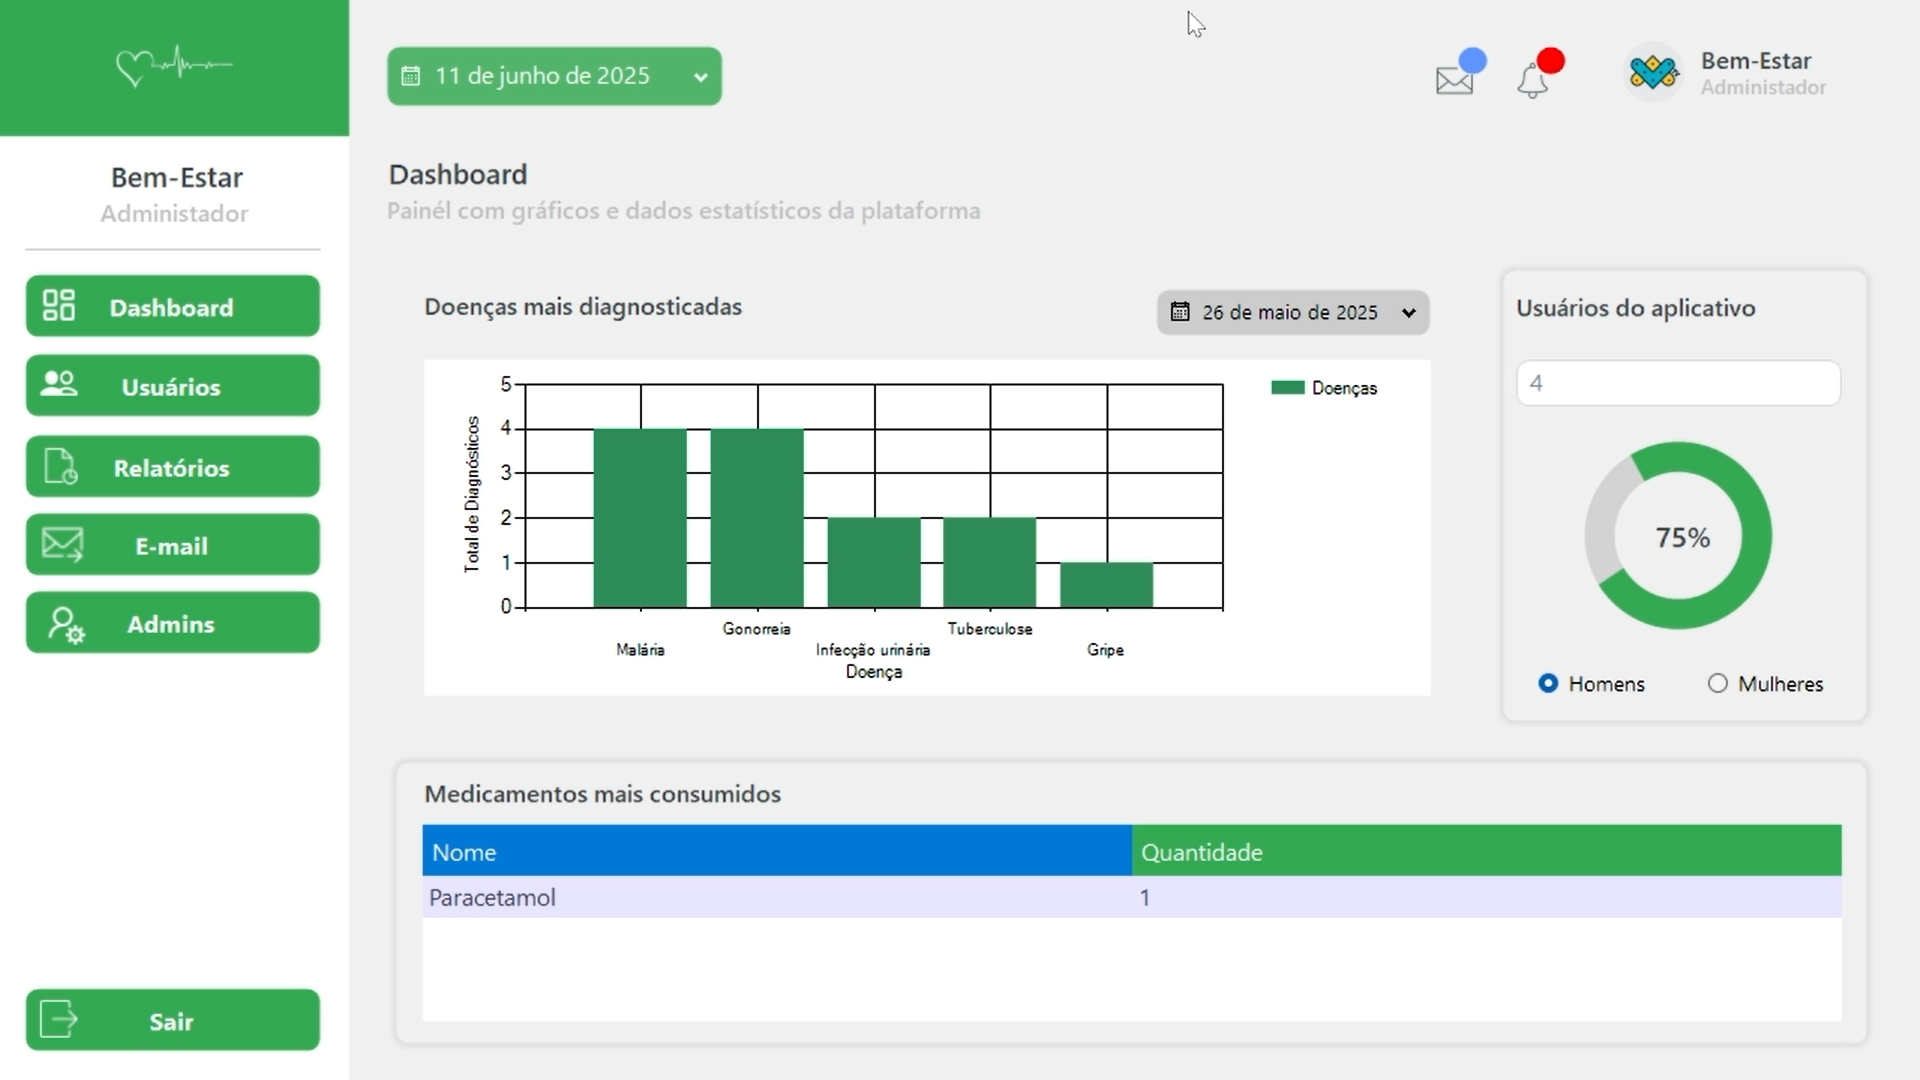 11 de junho de 2025
Bem-Estar
Administador
Bem-Estar
Administador
Dashboard
Usuários
Relatórios
E-mail
Admins
Sair
Dashboard
Painél com gráficos e dados estatísticos da plataforma
Doenças mais diagnosticadas
26 de maio de 2025
5
4
3
2
1
0
Total de Diagnósticos
Malária
Gonorreia
Infecção urinária
Tuberculose
Gripe
Doença
Doenças
Usuários do aplicativo
4
75%
Homens
Mulheres
Medicamentos mais consumidos
Nome
Quantidade
Paracetamol
1